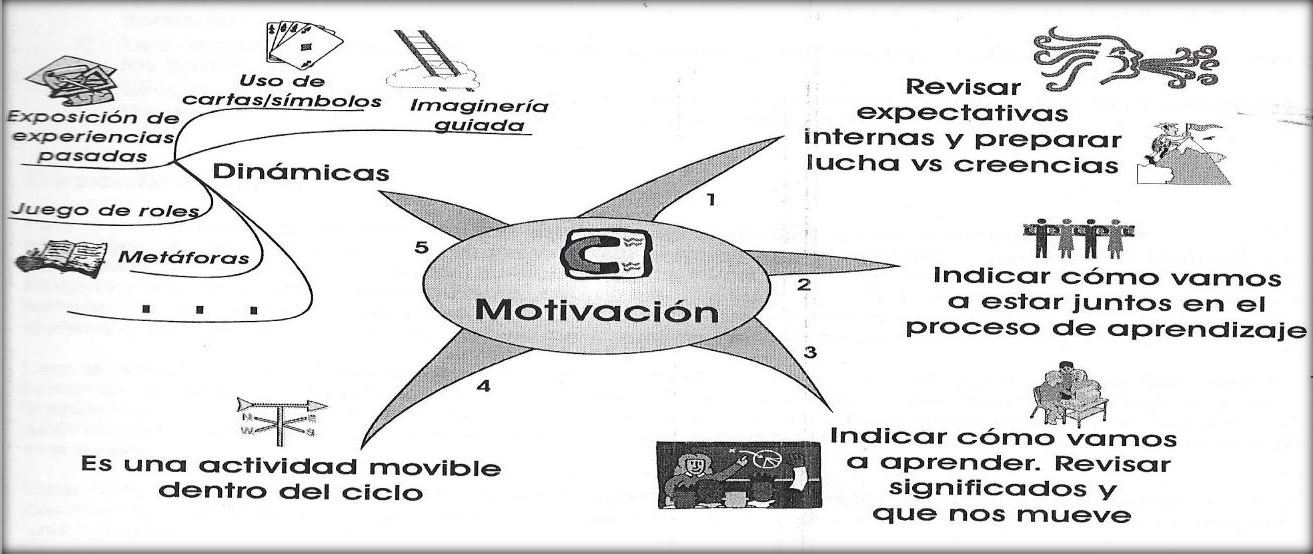 Motivación
1
Revisar
expectativas
internas y preparar
lucha vs creencias
2
Indicar cómo vamos
a estar juntos en el
proceso de aprendizaje
3
Indicar cómo vamos
a aprender. Revisar
significados y
que nos mueve
4
N E
W S
Es una actividad movible
dentro del ciclo
5
Dinámicas
Exposición de
experiencias
pasadas
Uso de
cartas/símbolos
Imaginería
guiada
Juego de roles
Metáforas
. . .